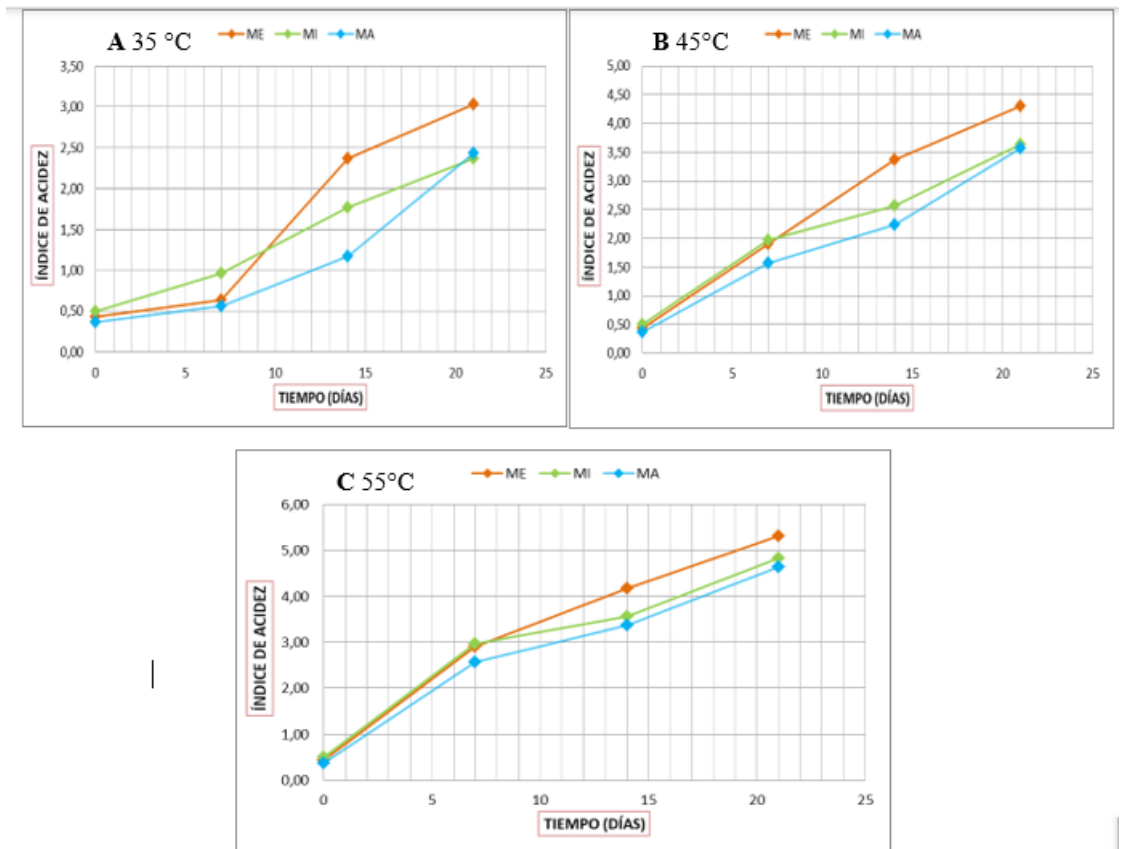 A 35 °C
ME MI MA
3,50
3,00
2,50
2,00
1,50
1,00
0,50
0,00
ÍNDICE DE ACIDEZ
0 5 10 15 20 25
TIEMPO (DÍAS)
B 45°C
ME MI MA
5,00
4,50
4,00
3,50
3,00
2,50
2,00
1,50
1,00
0,50
0,00
ÍNDICE DE ACIDEZ
0 5 10 15 20 25
TIEMPO (DÍAS)
C 55°C
ME MI MA
6,00
5,00
4,00
3,00
2,00
1,00
0,00
ÍNDICE DE ACIDEZ
0 5 10 15 20 25
TIEMPO (DÍAS)